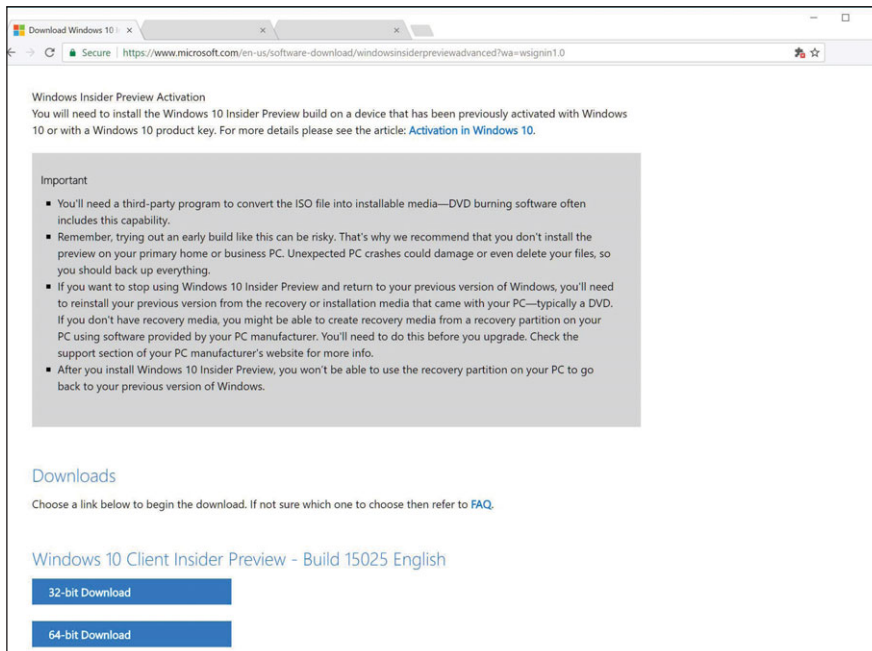 Download Windows 10 I
Secure | https://www.microsoft.com/en-us/software-download/windowsinsiderpreviewadvanced?wa=wsignin1.0
Windows Insider Preview Activation
You will need to install the Windows 10 Insider Preview build on a device that has been previously activated with Windows
10 or with a Windows 10 product key. For more details please see the article: Activation in Windows 10.
Important
▪ You'll need a third-party program to convert the ISO file into installable media—DVD burning software often
includes this capability.
▪ Remember, trying out an early build like this can be risky. That's why we recommend that you don't install the
preview on your primary home or business PC. Unexpected PC crashes could damage or even delete your files, so
you should back up everything.
▪ If you want to stop using Windows 10 Insider Preview and return to your previous version of Windows, you'll need
to reinstall your previous version from the recovery or installation media that came with your PC—typically a DVD.
If you don't have recovery media, you might be able to create recovery media from a recovery partition on your
PC using software provided by your PC manufacturer. You'll need to do this before you upgrade. Check the
support section of your PC manufacturer's website for more info.
▪ After you install Windows 10 Insider Preview, you won't be able to use the recovery partition on your PC to go
back to your previous version of Windows.
Downloads
Choose a link below to begin the download. If not sure which one to choose then refer to FAQ.
Windows 10 Client Insider Preview - Build 15025 English
32-bit Download
64-bit Download